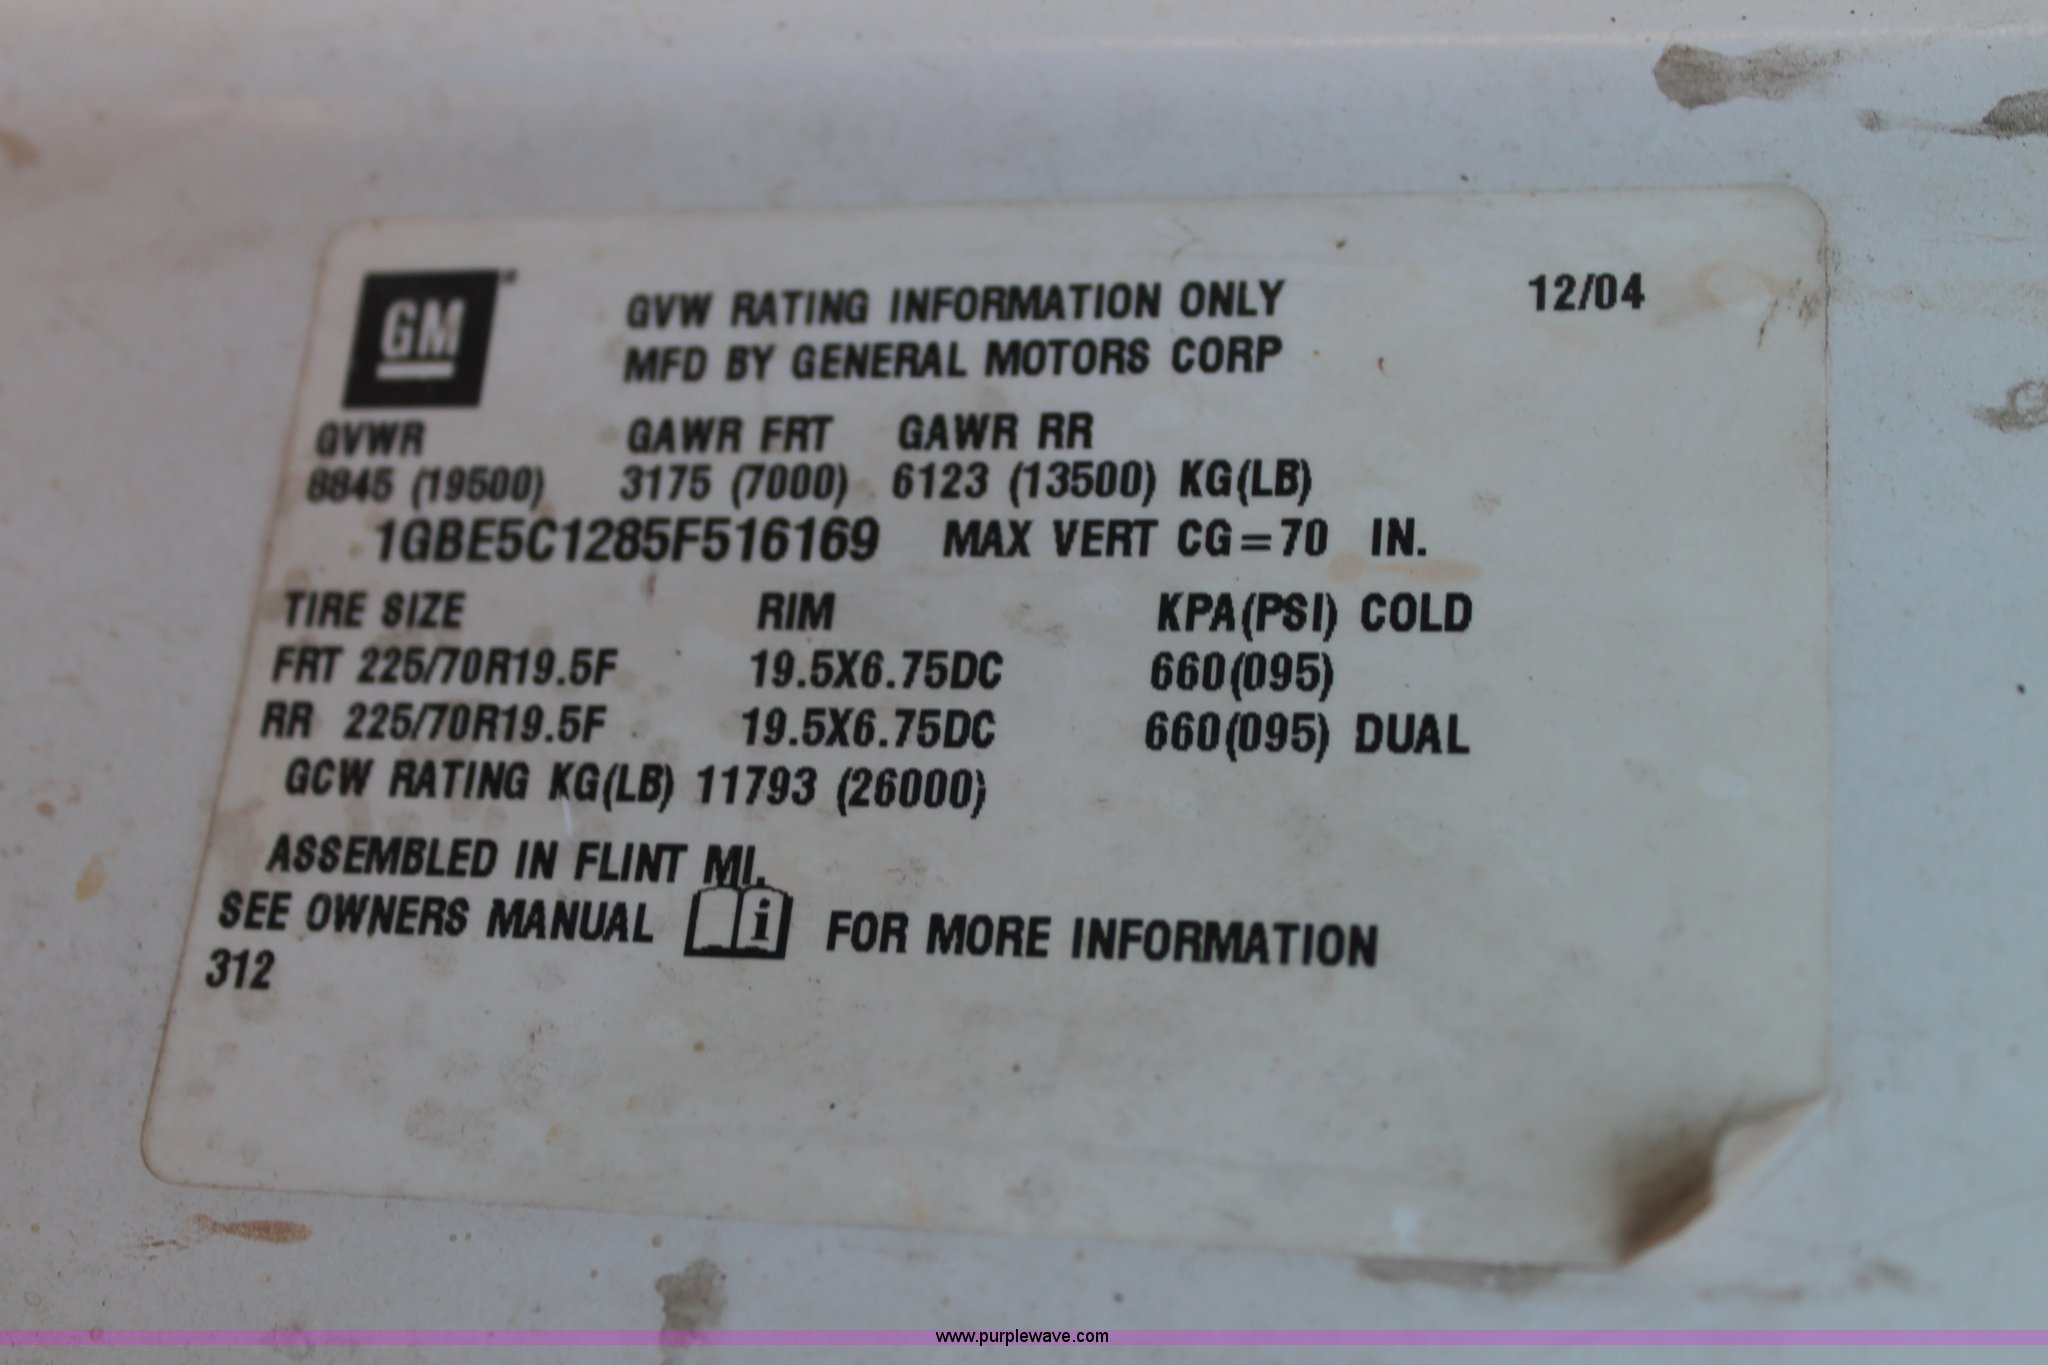 GM
GVW RATING INFORMATION ONLY 12/04
MFD BY GENERAL MOTORS CORP
GVWR GAWR FRT GAWR RR
8845 (19500) 3175 (7000) 6123 (13500) KG(LB)
1GBE5C1285F516169 MAX VERT CG=70 IN.
TIRE SIZE RIM KPA(PSI) COLD
FRT 225/70R19.5F 19.5X6.75DC 660(095)
RR 225/70R19.5F 19.5X6.75DC 660(095) DUAL
GCW RATING KG(LB) 11793 (26000)
ASSEMBLED IN FLINT MI.
SEE OWNERS MANUAL i FOR MORE INFORMATION
312
www.purplewave.com